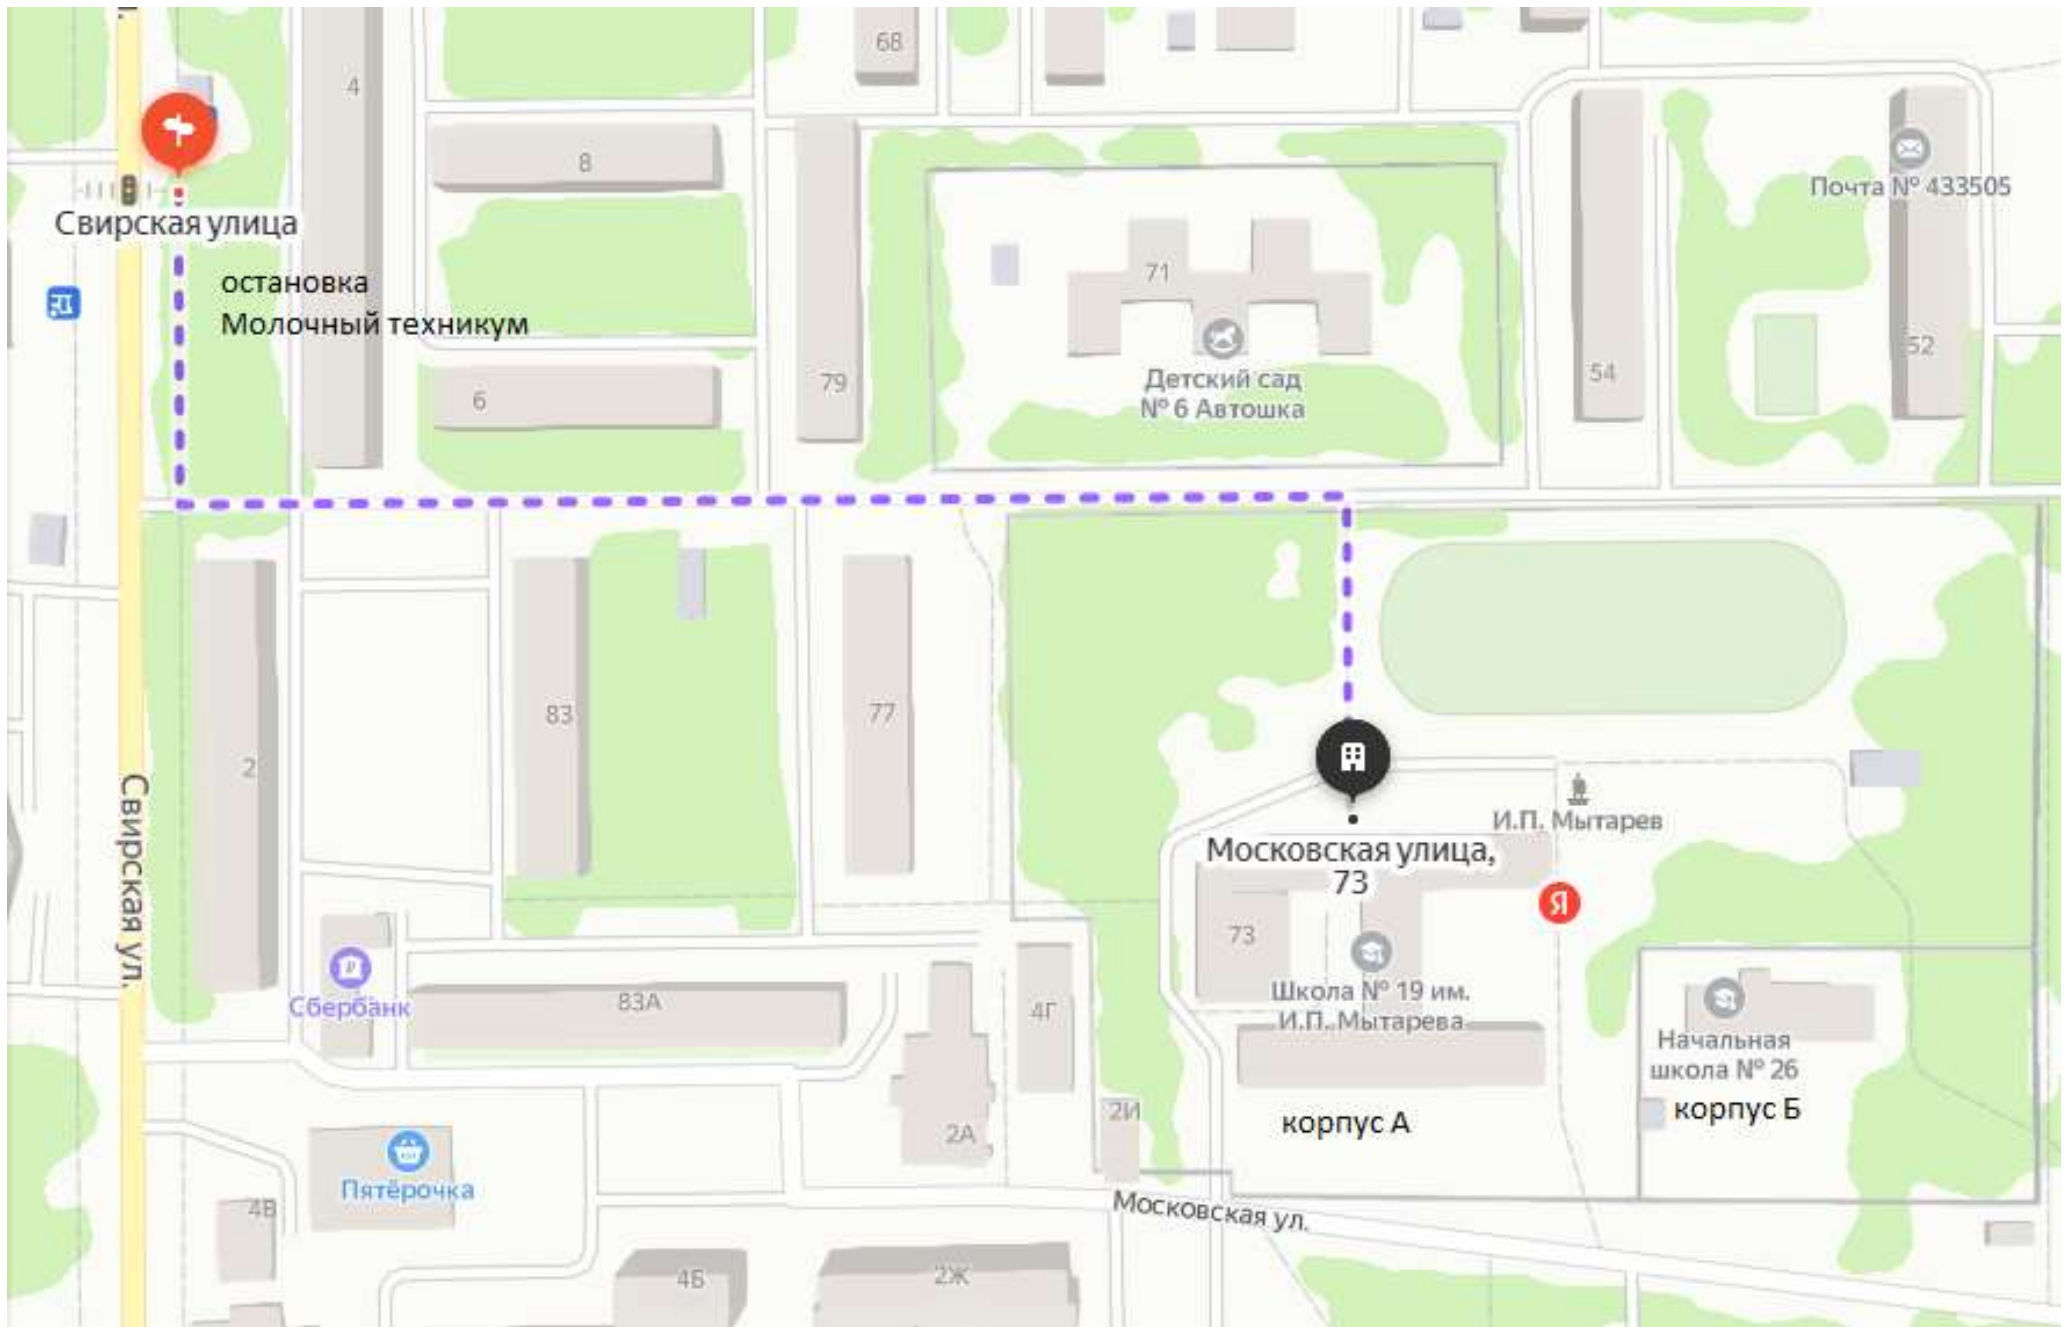 68
4
8
Почта № 433505
Свирская улица
71
остановка
Молочный техникум
52
54
79
6
Детский сад
№ 6 Автошка
83
77
2
Свирская ул.
И.П. Мытарев
Московская улица,
73
Я
73
Школа № 19 им.
И.П. Мытарева
Сбербанк
83А
4Г
Начальная
школа № 26
корпус Б
корпус А
2И
2А
Пятёрочка
4В
Московская ул.
4Б
2Ж